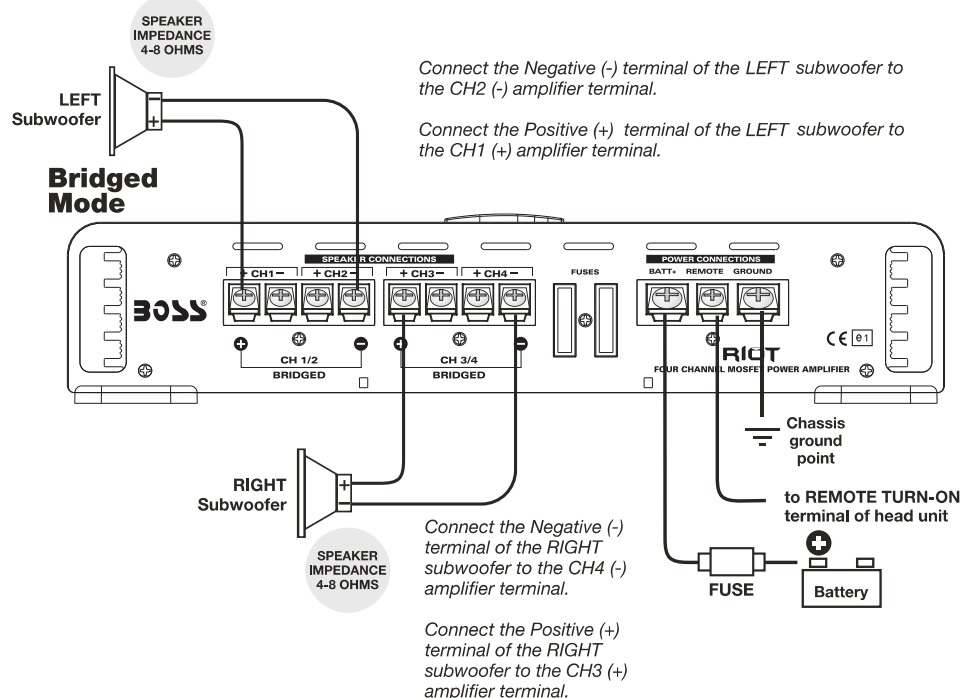 SPEAKER
IMPEDANCE
4-8 OHMS
Connect the Negative (-) terminal of the LEFT subwoofer to
the CH2 (-) amplifier terminal.
Connect the Positive (+) terminal of the LEFT subwoofer to
the CH1 (+) amplifier terminal.
LEFT
Subwoofer
−
+
Bridged
Mode
SPEAKER CONNECTIONS
POWER CONNECTIONS
+ CH1 − + CH2 − + CH3 − + CH4 − FUSES BATT+ REMOTE GROUND
BOSS®
+ CH 1/2 − + CH 3/4 −
BRIDGED BRIDGED
CE e1
RIOT
FOUR CHANNEL MOSFET POWER AMPLIFIER
Chassis
ground
point
RIGHT
Subwoofer
+
−
to REMOTE TURN-ON
terminal of head unit
SPEAKER
IMPEDANCE
4-8 OHMS
Connect the Negative (-)
terminal of the RIGHT
subwoofer to the CH4 (-)
amplifier terminal.
Connect the Positive (+)
terminal of the RIGHT
subwoofer to the CH3 (+)
amplifier terminal.
FUSE
+
Battery